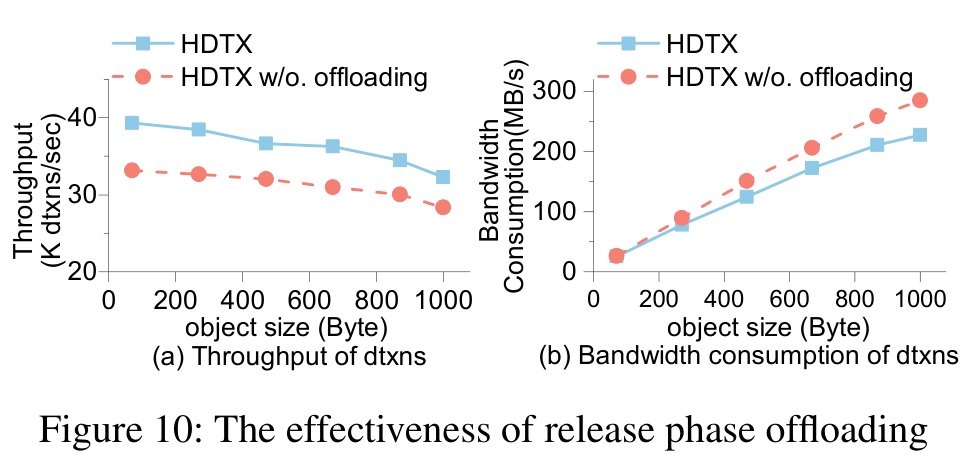 HDTX
HDTX w/o. offloading
Throughput
(K dtxns/sec)
40
30
20
0 200 400 600 800 1000
object size (Byte)
(a) Throughput of dtxns
HDTX
HDTX w/o. offloading
Bandwidth
Consumption(MB/s)
300
200
100
0
0 200 400 600 800 1000
object size (Byte)
(b) Bandwidth consumption of dtxns
Figure 10: The effectiveness of release phase offloading